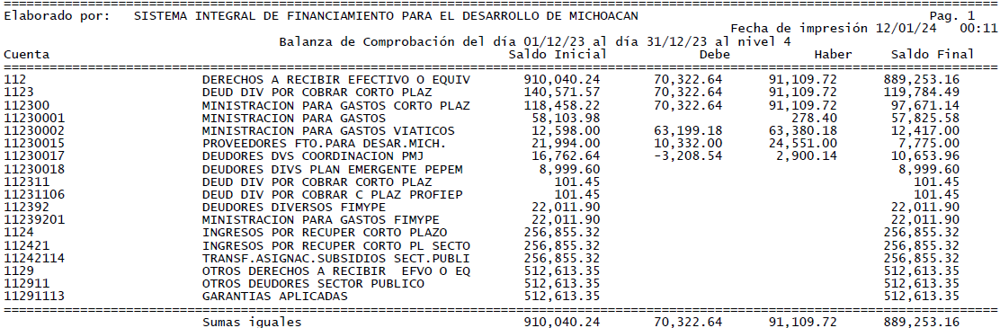 Elaborado por:   SISTEMA INTEGRAL DE FINANCIAMIENTO PARA EL DESARROLLO DE MICHOACAN   Pag. 1
Fecha de impresión 12/01/24   00:11
Balanza de Comprobación del día 01/12/23 al día 31/12/23 al nivel 4
Cuenta   Saldo Inicial   Debe   Haber   Saldo Final
112   DERECHOS A RECIBIR EFECTIVO O EQUIV   910,040.24   70,322.64   91,109.72   889,253.16
1123   DEUD DIV POR COBRAR CORTO PLAZ   140,571.57   70,322.64   91,109.72   119,784.49
112300   MINISTRACION PARA GASTOS CORTO PLAZ   118,458.22   70,322.64   91,109.72   97,671.14
11230001   MINISTRACION PARA GASTOS   58,103.98   278.40   57,825.58
11230002   MINISTRACION PARA GASTOS VIATICOS   12,598.00   63,199.18   63,380.18   12,417.00
11230015   PROVEEDORES FTO.PARA DESAR.MICH.   21,994.00   10,332.00   24,551.00   7,775.00
11230017   DEUDORES DVS COORDINACION PMJ   16,762.64   -3,208.54   2,900.14   10,653.96
11230018   DEUDORES DIVS PLAN EMERGENTE PEPEM   8,999.60   8,999.60
112311   DEUD DIV POR COBRAR CORTO PLAZ   101.45   101.45
11231106   DEUD DIV POR COBRAR C PLAZ PROFIEP   101.45   101.45
112392   DEUDORES DIVERSOS FIMYPE   22,011.90   22,011.90
11239201   MINISTRACION PARA GASTOS FIMYPE   22,011.90   22,011.90
1124   INGRESOS POR RECUPER CORTO PLAZO   256,855.32   256,855.32
112421   INGRESOS POR RECUPER CORTO PL SECTO   256,855.32   256,855.32
11242114   TRANSF.ASIGNAC.SUBSIDIOS SECT.PUBLI   256,855.32   256,855.32
1129   OTROS DERECHOS A RECIBIR  EFVO O EQ   512,613.35   512,613.35
112911   OTROS DEUDORES SECTOR PUBLICO   512,613.35   512,613.35
11291113   GARANTIAS APLICADAS   512,613.35   512,613.35
Sumas iguales   910,040.24   70,322.64   91,109.72   889,253.16